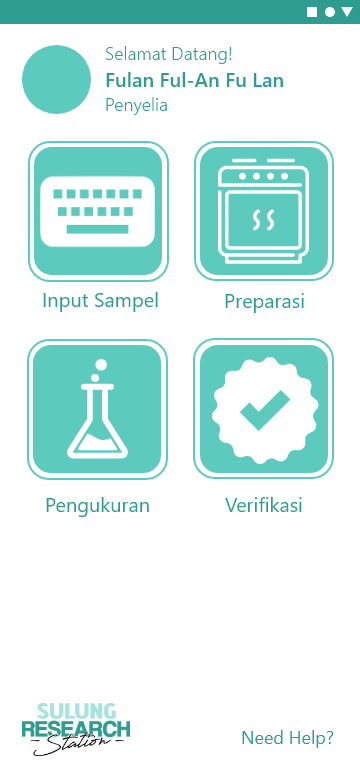 Selamat Datang!
Fulan Ful-An Fu Lan
Penyelia
Input Sampel
Preparasi
Pengukuran
Verifikasi
SULUNG
RESEARCH
Station
Need Help?